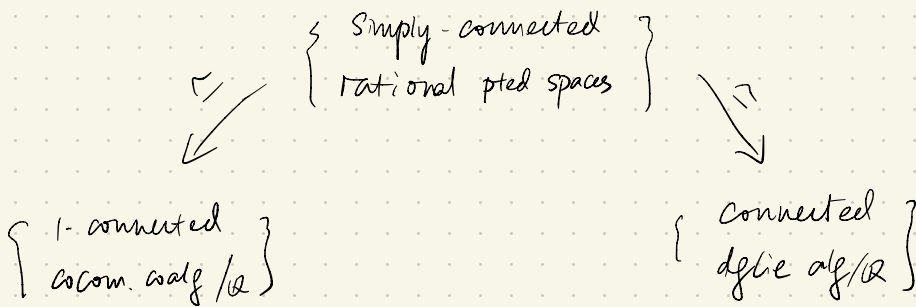 { Simply-connected
rational pted spaces }
≃ ≃
{ 1-connected
cocom. coalg /Q }
{ connected
dgLie alg/Q }